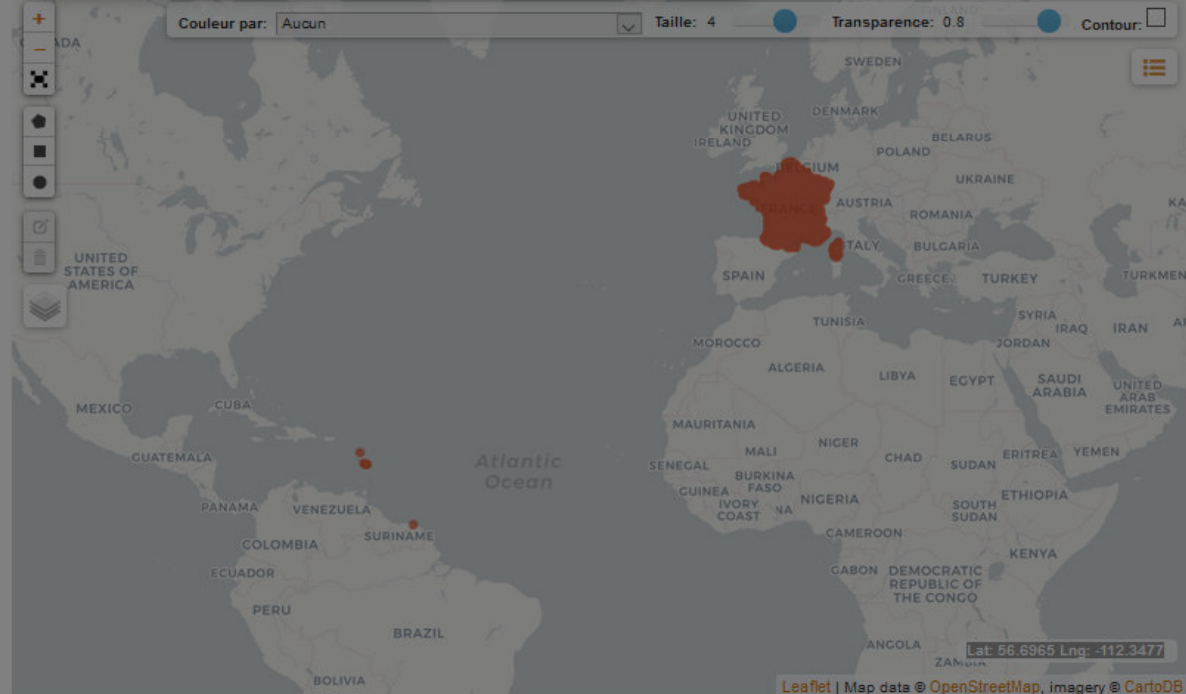 Couleur par: Aucun Taille: 4 Transparence: 0.8 Contour:
FINLAND
SWEDEN
DENMARK
UNITED
KINGDOM
IRELAND
BELARUS
POLAND
BELGIUM
UKRAINE
FRANCE
AUSTRIA
ROMANIA
ITALY
BULGARIA
UNITED
STATES OF
AMERICA
SPAIN
GREECE
TURKEY
TURKMEN
TUNISIA
SYRIA
IRAQ
IRAN
MOROCCO
JORDAN
ALGERIA
LIBYA
EGYPT
SAUDI
ARABIA
UNITED
ARAB
EMIRATES
MEXICO
CUBA
MAURITANIA
GUATEMALA
Atlantic
Ocean
SENEGAL
MALI
NIGER
CHAD
SUDAN
ERITREA
YEMEN
BURKINA
FASO
GUINEA
IVORY
COAST
NA
NIGERIA
SOUTH
SUDAN
ETHIOPIA
PANAMA
VENEZUELA
COLOMBIA
SURINAME
CAMEROON
KENYA
ECUADOR
GABON
DEMOCRATIC
REPUBLIC OF
THE CONGO
PERU
BRAZIL
ANGOLA
Lat: 56.6965 Lng: -112.3477
BOLIVIA
Leaflet | Map data © OpenStreetMap, imagery © CartoDB